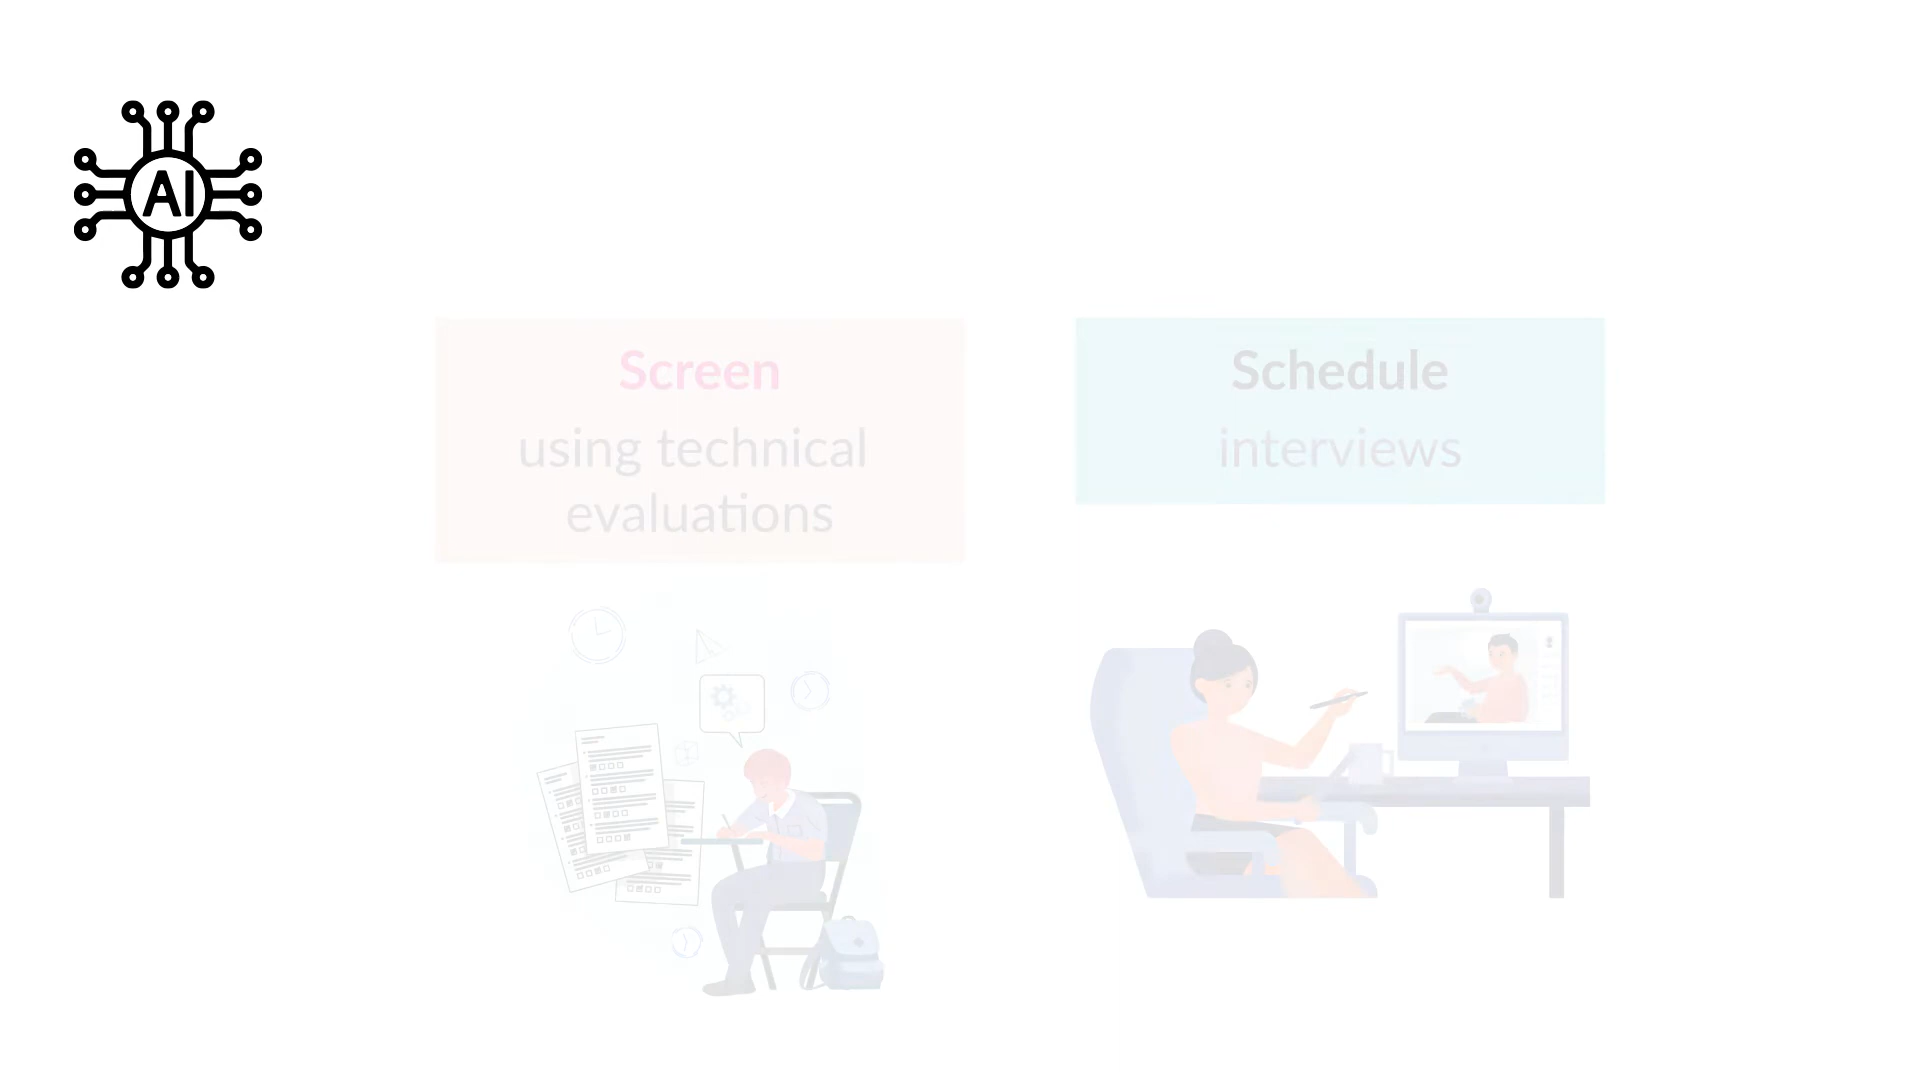 AI
Screen
using technical
evaluations
Schedule
interviews